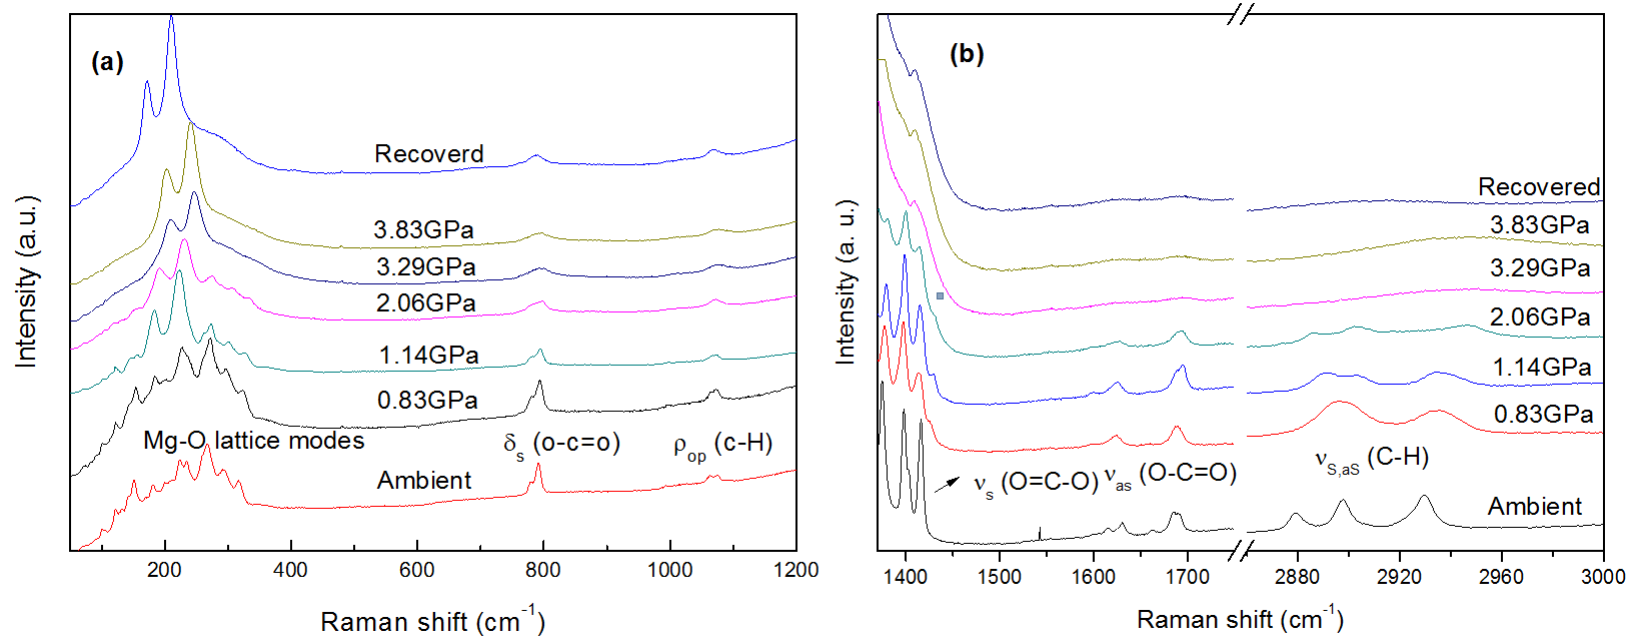 (a)
Recoverd
3.83GPa
3.29GPa
2.06GPa
1.14GPa
0.83GPa
Mg-O lattice modes
δs (o-c=o)
ρop (c-H)
Ambient
200 400 600 800 1000 1200
Raman shift (cm⁻¹)
Intensity (a.u.)
(b)
Recovered
3.83GPa
3.29GPa
2.06GPa
1.14GPa
0.83GPa
νs (O=C-O) νas (O-C=O)
νS,aS (C-H)
Ambient
1400 1500 1600 1700 2880 2920 2960 3000
Raman shift (cm⁻¹)
Intensity (a. u.)